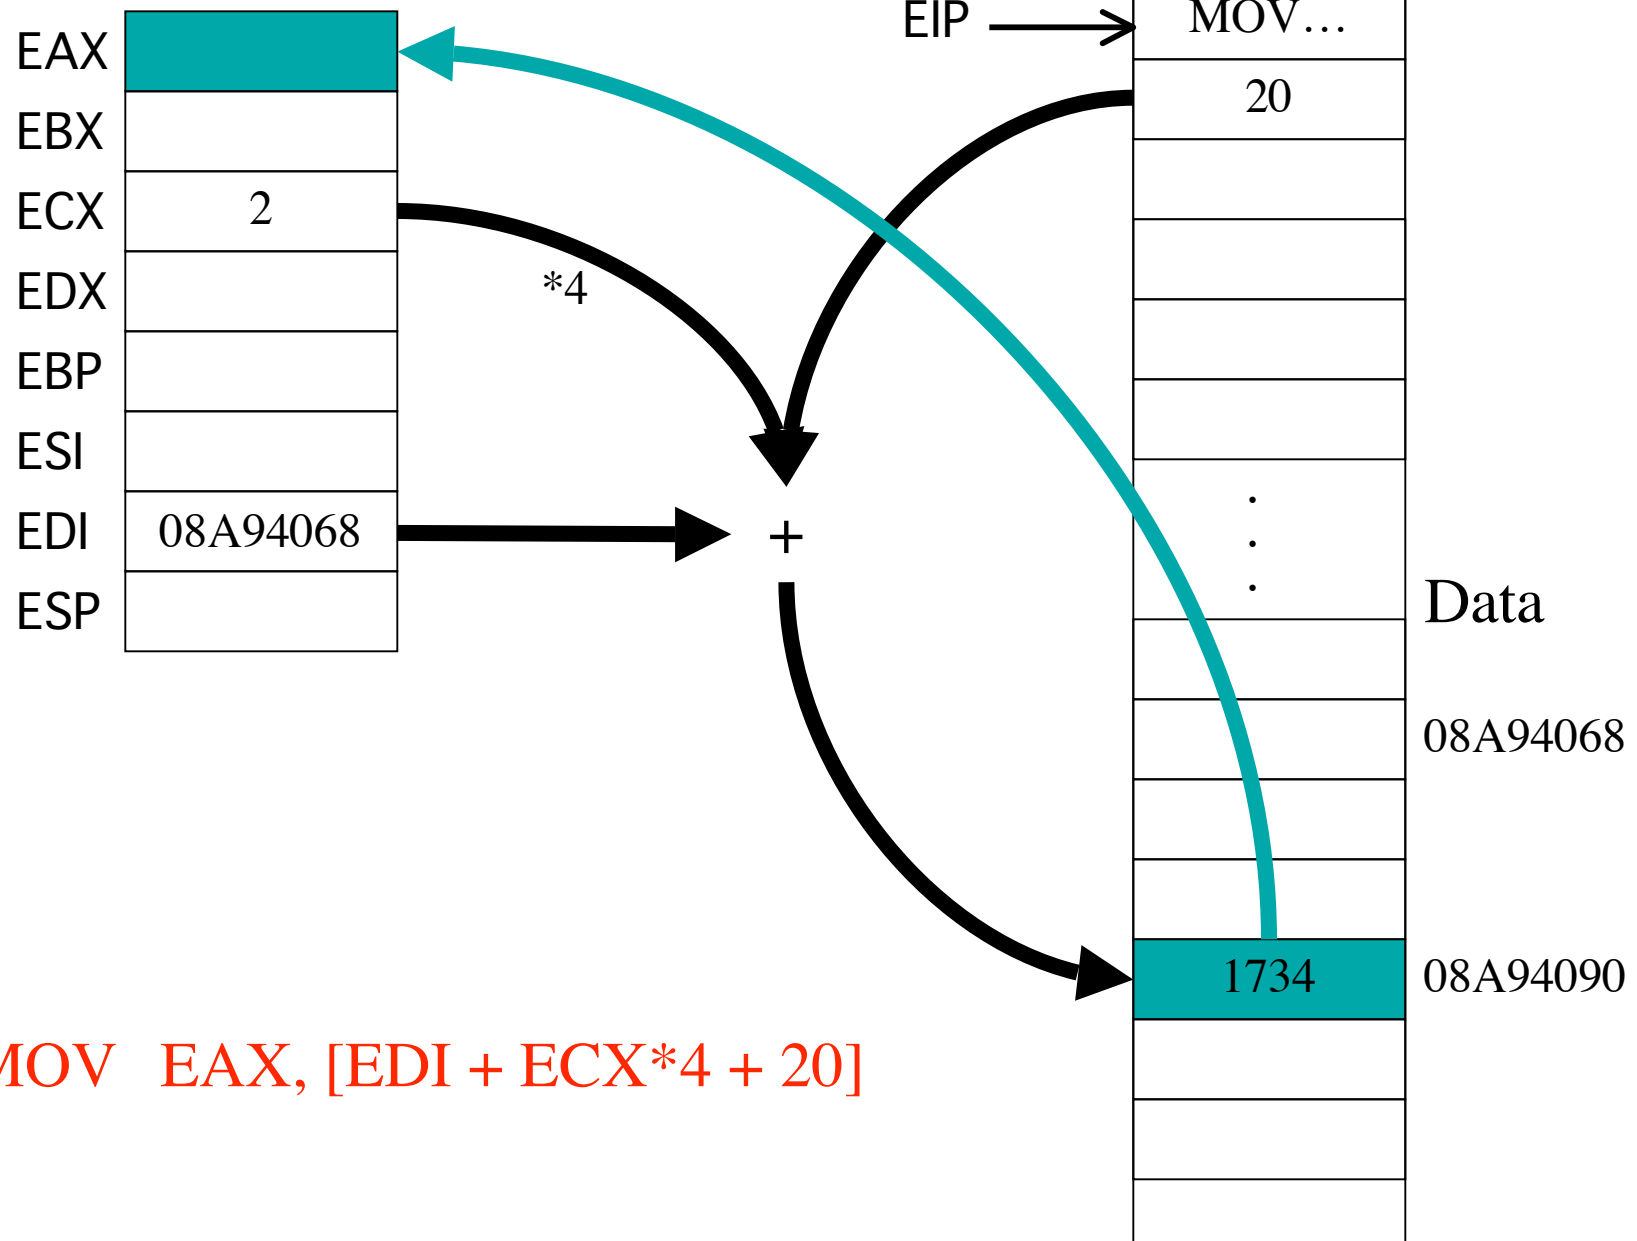 EAX
EBX
ECX 2
EDX
EBP
ESI
EDI 08A94068
ESP
*4
+
EIP
MOV…
20
.
.
.
Data
08A94068
1734 08A94090
MOV EAX, [EDI + ECX*4 + 20]